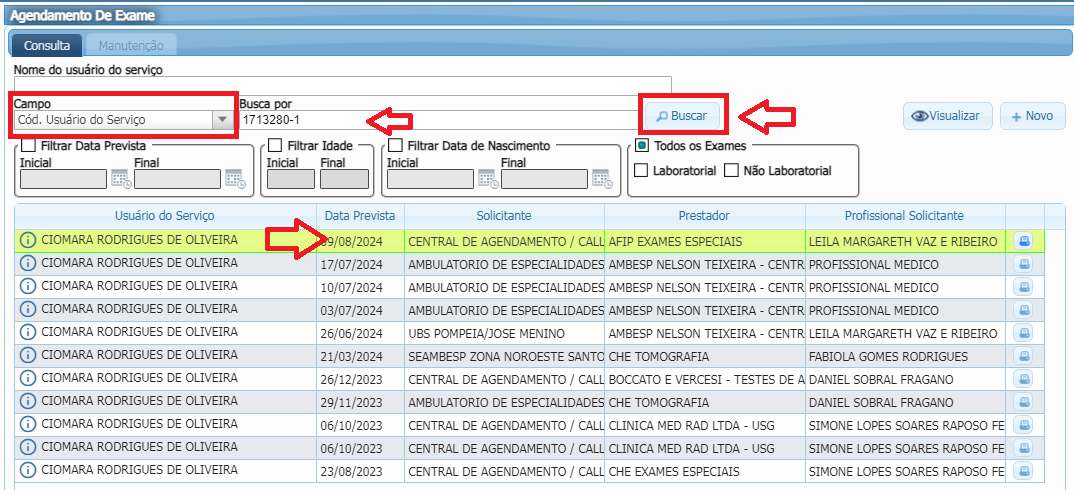 Agendamento De Exame
Consulta Manutenção
Nome do usuário do serviço
Campo Busca por
Cód. Usuário do Serviço 1713280-1 Buscar Visualizar Novo
Filtrar Data Prevista Filtrar Idade Filtrar Data de Nascimento Todos os Exames
Inicial Final Inicial Final Inicial Final Laboratorial Não Laboratorial
Usuário do Serviço Data Prevista Solicitante Prestador Profissional Solicitante
CIOMARA RODRIGUES DE OLIVEIRA 09/08/2024 CENTRAL DE AGENDAMENTO / CALL AFIP EXAMES ESPECIAIS LEILA MARGARETH VAZ E RIBEIRO
CIOMARA RODRIGUES DE OLIVEIRA 17/07/2024 AMBULATORIO DE ESPECIALIDADES AMBESP NELSON TEIXEIRA - CENTR PROFISSIONAL MEDICO
CIOMARA RODRIGUES DE OLIVEIRA 10/07/2024 AMBULATORIO DE ESPECIALIDADES AMBESP NELSON TEIXEIRA - CENTR PROFISSIONAL MEDICO
CIOMARA RODRIGUES DE OLIVEIRA 03/07/2024 AMBULATORIO DE ESPECIALIDADES AMBESP NELSON TEIXEIRA - CENTR PROFISSIONAL MEDICO
CIOMARA RODRIGUES DE OLIVEIRA 26/06/2024 UBS POMPEIA/JOSE MENINO AMBESP NELSON TEIXEIRA - CENTR LEILA MARGARETH VAZ E RIBEIRO
CIOMARA RODRIGUES DE OLIVEIRA 21/03/2024 SEAMBESP ZONA NOROESTE SANTO CHE TOMOGRAFIA FABIOLA GOMES RODRIGUES
CIOMARA RODRIGUES DE OLIVEIRA 26/12/2023 CENTRAL DE AGENDAMENTO / CALL BOCCATO E VERCESI - TESTES DE A DANIEL SOBRAL FRAGANO
CIOMARA RODRIGUES DE OLIVEIRA 29/11/2023 AMBULATORIO DE ESPECIALIDADES CHE TOMOGRAFIA DANIEL SOBRAL FRAGANO
CIOMARA RODRIGUES DE OLIVEIRA 06/10/2023 CENTRAL DE AGENDAMENTO / CALL CLINICA MED RAD LTDA - USG SIMONE LOPES SOARES RAPOSO FE
CIOMARA RODRIGUES DE OLIVEIRA 06/10/2023 CENTRAL DE AGENDAMENTO / CALL CLINICA MED RAD LTDA - USG SIMONE LOPES SOARES RAPOSO FE
CIOMARA RODRIGUES DE OLIVEIRA 23/08/2023 CENTRAL DE AGENDAMENTO / CALL CHE EXAMES ESPECIAIS SIMONE LOPES SOARES RAPOSO FE